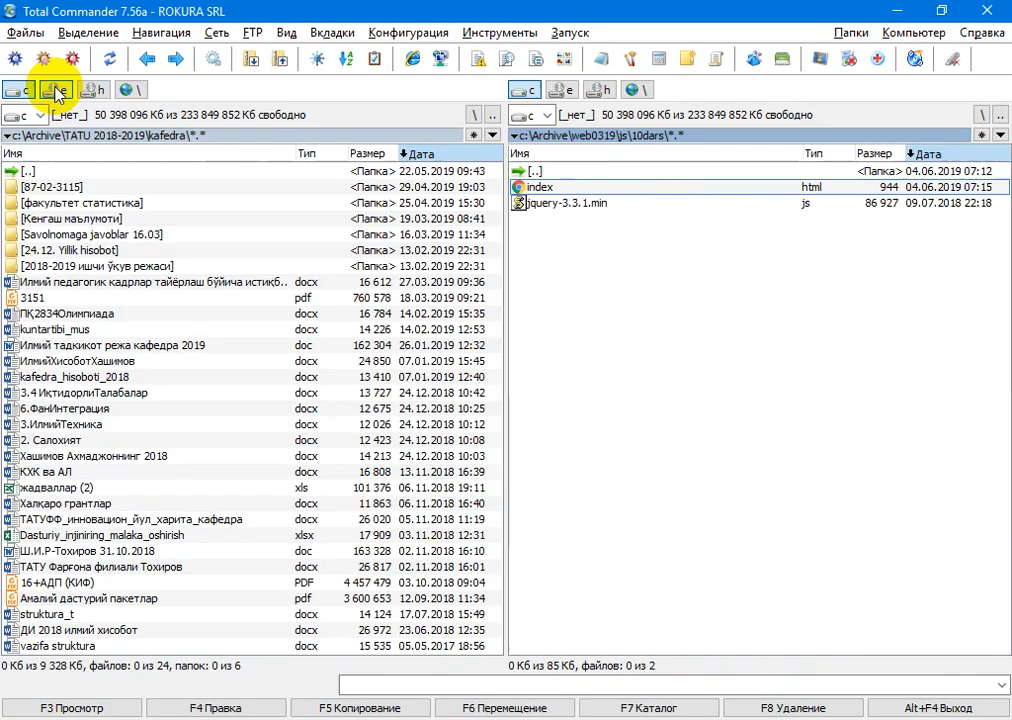 Total Commander 7.56a - ROKURA SRL
Файлы Выделение Навигация Сеть FTP Вид Вкладки Конфигурация Инструменты Запуск Папки Компьютер Справка
c e h \ c e h \
c [_нет_] 50 398 096 Кб из 233 849 852 Кб свободно \ .. c [_нет_] 50 398 096 Кб из 233 849 852 Кб свободно \ ..
c:\Archive\TATU 2018-2019\kafedra\*.* c:\Archive\web0319\js\10dars\*.*
Имя Тип Размер Дата Имя Тип Размер Дата
[..] <Папка> 22.05.2019 09:43 [..] <Папка> 04.06.2019 07:12
[87-02-3115] <Папка> 29.04.2019 19:03 index html 944 04.06.2019 07:15
[факультет статистика] <Папка> 25.04.2019 15:30 jquery-3.3.1.min js 86 927 09.07.2018 22:18
[Кенгаш маълумоти] <Папка> 19.03.2019 08:41
[Savolnomaga javoblar 16.03] <Папка> 16.03.2019 11:34
[24.12. Yillik hisobot] <Папка> 13.02.2019 22:31
[2018-2019 ишчи ўқув режаси] <Папка> 13.02.2019 22:31
Илмий педагогик кадрлар тайёрлаш бўйича истиқб.. docx 16 612 27.03.2019 09:36
3151 pdf 760 578 18.03.2019 09:21
ПҚ2834Олимпиада docx 16 784 14.02.2019 15:35
kuntartibi_mus docx 14 226 14.02.2019 12:53
Илмий тадкикот режа кафедра 2019 doc 162 304 26.01.2019 12:32
ИлмийХисоботХашимов docx 24 850 07.01.2019 15:45
kafedra_hisoboti_2018 docx 13 410 07.01.2019 12:40
3.4 ИқтидорлиТалабалар docx 13 727 24.12.2018 10:42
6.ФанИнтеграция docx 12 675 24.12.2018 10:25
3.ИлмийТехника docx 12 026 24.12.2018 10:12
2. Салохият docx 12 423 24.12.2018 10:08
Хашимов Ахмаджоннинг 2018 docx 14 213 24.12.2018 10:03
КХК ва АЛ docx 16 808 13.11.2018 16:39
жадваллар (2) xls 101 376 06.11.2018 19:11
Халқаро грантлар docx 11 863 06.11.2018 16:40
ТАТУФФ_инновацион_йул_харита_кафедра docx 26 020 05.11.2018 11:19
Dasturiy_injiniring_malaka_oshirish xlsx 17 909 03.11.2018 12:31
Ш.И.Р-Тохиров 31.10.2018 doc 163 328 02.11.2018 16:10
ТАТУ Фарғона филиали Тохиров docx 26 817 02.11.2018 16:01
16+АДП (КИФ) PDF 4 457 479 03.10.2018 09:04
Амалий дастурий пакетлар pdf 3 600 653 12.09.2018 11:34
struktura_t docx 14 124 17.07.2018 15:49
ДИ 2018 илмий хисобот docx 26 972 23.06.2018 12:35
vazifa struktura docx 15 535 05.05.2017 18:56
0 Кб из 9 328 Кб, файлов: 0 из 24, папок: 0 из 6 0 Кб из 85 Кб, файлов: 0 из 2
F3 Просмотр F4 Правка F5 Копирование F6 Перемещение F7 Каталог F8 Удаление Alt+F4 Выход